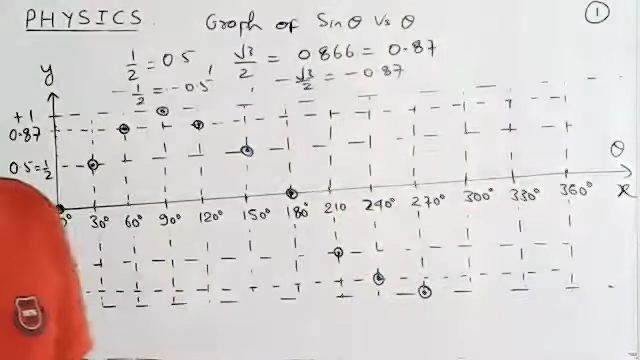 PHYSICS. Graph of Sinθ Vs θ 1
1/2 = 0.5 √3/2 = 0.866 = 0.87
-1/2 = -0.5 -√3/2 = -0.87
y
+1
0.87
0.5=1/2
θ
x
0° 30° 60° 90° 120° 150° 180° 210 240° 270° 300° 330° 360°